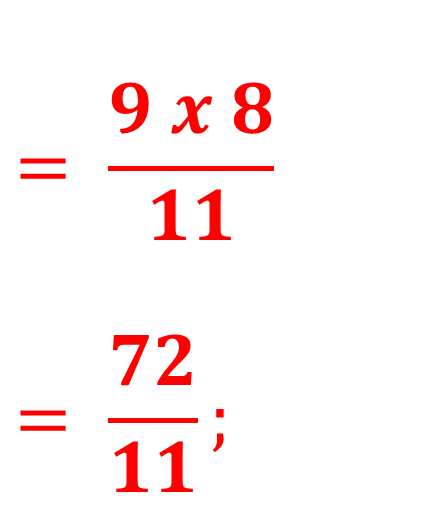 = 9 x 8
11
= 72
11 ;